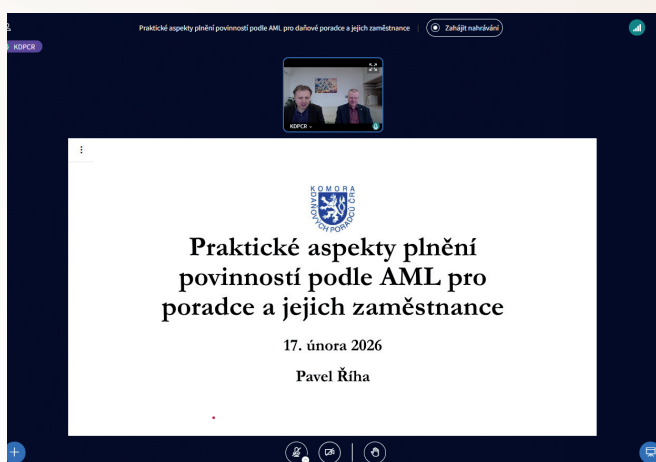 Praktické aspekty plnění povinností podle AML pro daňové poradce a jejich zaměstnance
Zahájit nahrávání
KDPCR
KDPCR
KOMORA DAŇOVÝCH PORADCŮ ČR
Praktické aspekty plnění
povinností podle AML pro
poradce a jejich zaměstnance
17. února 2026
Pavel Říha